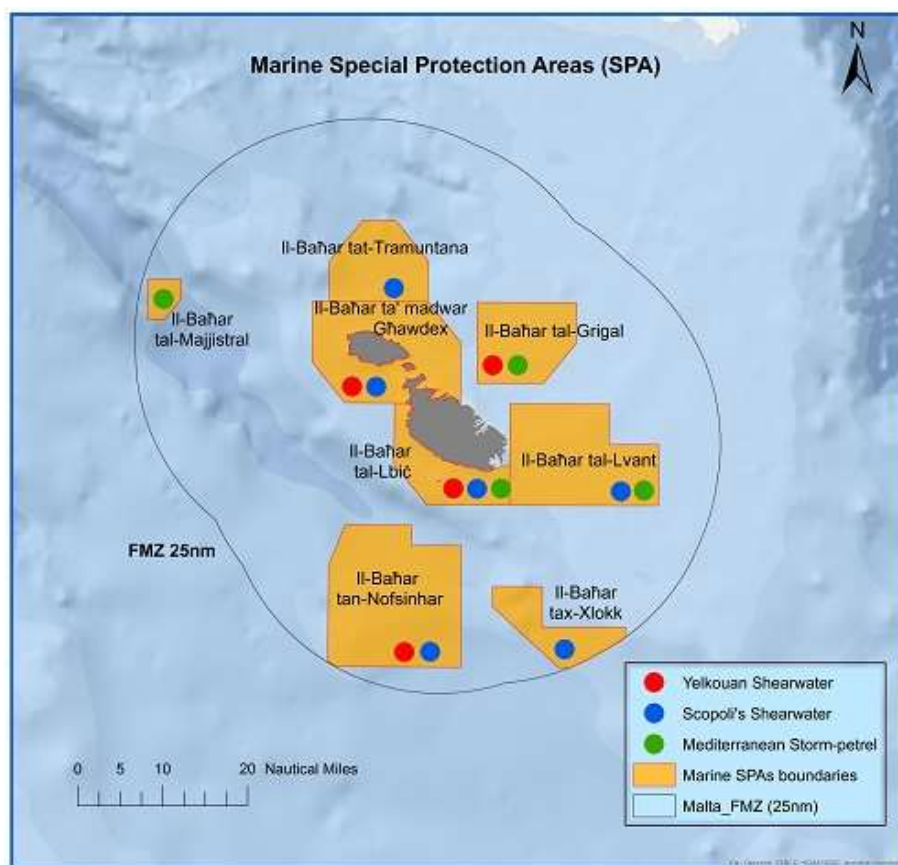 Marine Special Protection Areas (SPA)
N
Il-Baħar tat-Tramuntana
Il-Baħar ta' madwar
Għawdex
Il-Baħar
tal-Majjistral
Il-Baħar tal-Grigal
Il-Baħar
tal-Lbiċ
Il-Baħar tal-Lvant
FMZ 25nm
Il-Baħar
tan-Nofsinhar
Il-Baħar
tax-Xlokk
Yelkouan Shearwater
Scopoli's Shearwater
Mediterranean Storm-petrel
Marine SPAs boundaries
Malta_FMZ (25nm)
0 5 10 20 Nautical Miles